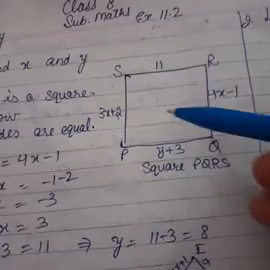 Class 8
Sub. Maths Ex 11.2
y
nd x and y
S 11 R
is a square.
3x+2
4x-1
ow
des are equal.
P y+3 Q
Square PQRS
= 4x-1
x = -1-2
= -3
x = 3
3 = 11 ⇒ y = 11-3 = 8
I